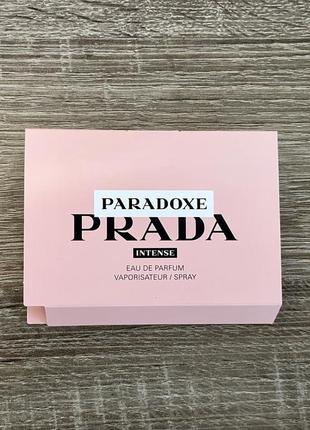 PARADOXE
PRADA
INTENSE
EAU DE PARFUM
VAPORISATEUR / SPRAY